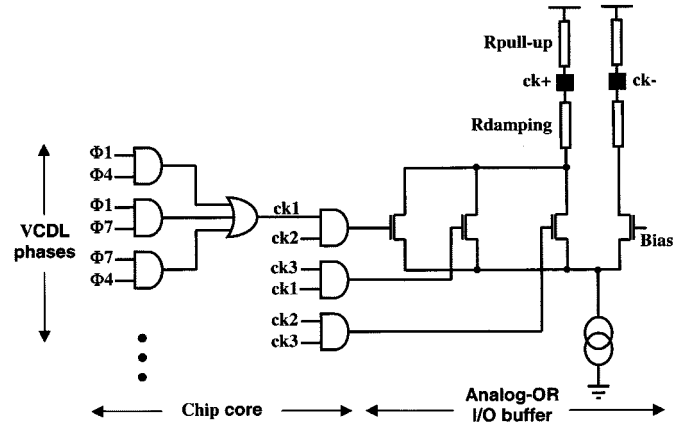 Rpull-up
ck+
ck-
Rdamping
Φ1
Φ4
Φ1
Φ7
Φ7
Φ4
VCDL
phases
ck1
ck2
ck3
ck1
ck2
ck3
Bias
Chip core
Analog-OR
I/O buffer